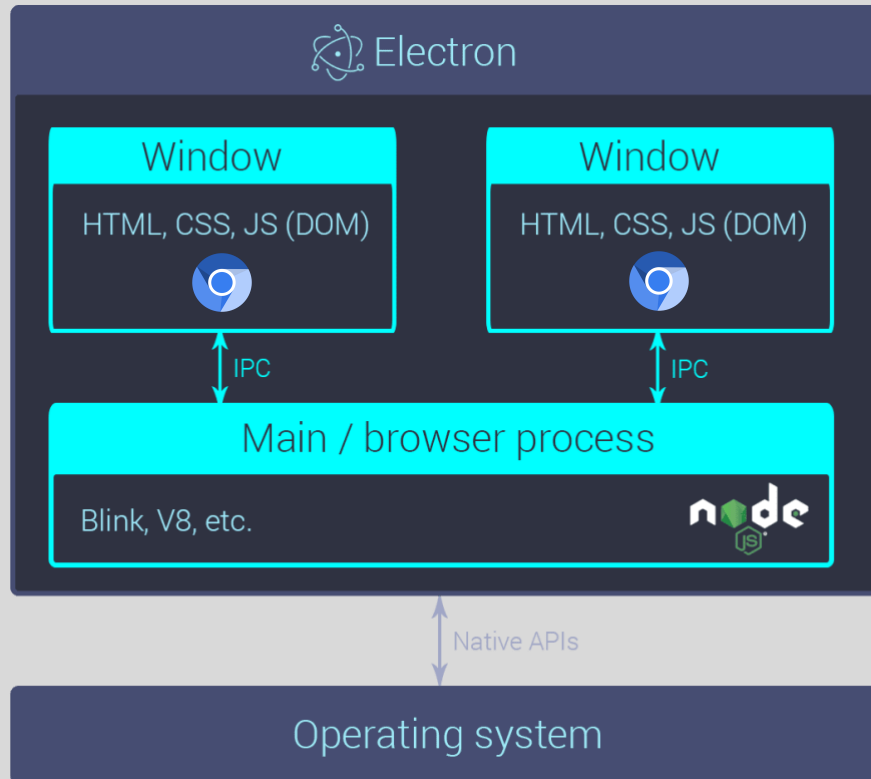 Electron
Window
Window
HTML, CSS, JS (DOM)
HTML, CSS, JS (DOM)
IPC
IPC
Main / browser process
Blink, V8, etc.
node
JS
Native APIs
Operating system